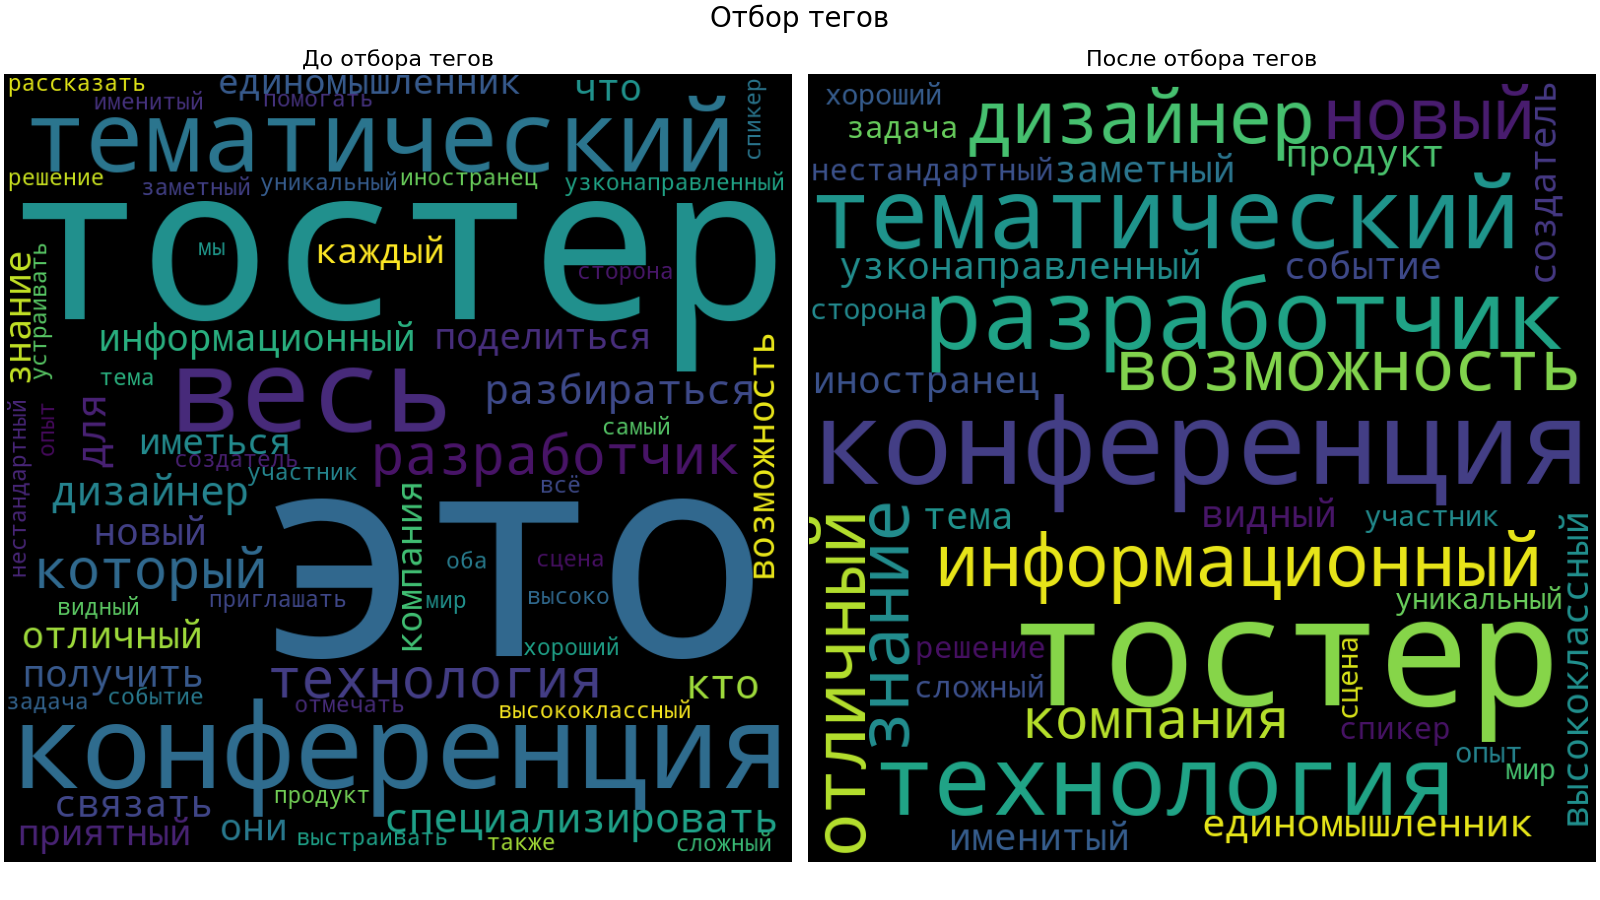 Отбор тегов
До отбора тегов
рассказать
единомышленник
что
именитый
помогать
спикер
тематический
решение
заметный
уникальный
иностранец
узконаправленный
тостер
мы
каждый
сторона
знание
устраивать
информационный
поделиться
возможность
тема
весь
разбираться
нестандартный
опыт
для
иметься
самый
создатель
участник
разработчик
дизайнер
компания
всё
новый
это
который
оба
сцена
видный
приглашать
мир
высоко
отличный
хороший
получить
технология
кто
задача
событие
отмечать
высококлассный
конференция
связать
продукт
специализировать
приятный
они
выстраивать
также
сложный
После отбора тегов
хороший
дизайнер
новый
создатель
задача
продукт
нестандартный
заметный
тематический
узконаправленный
событие
сторона
разработчик
иностранец
возможность
конференция
отличный
знание
тема
видный
участник
высококлассный
информационный
уникальный
тостер
решение
сцена
сложный
компания
спикер
технология
опыт
мир
именитый
единомышленник